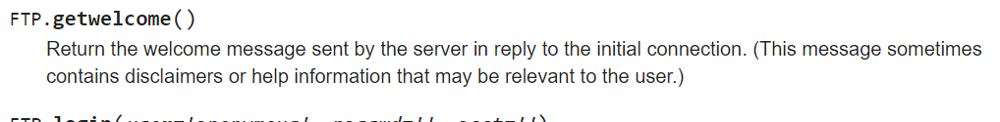 FTP.getwelcome()
Return the welcome message sent by the server in reply to the initial connection. (This message sometimes
contains disclaimers or help information that may be relevant to the user.)